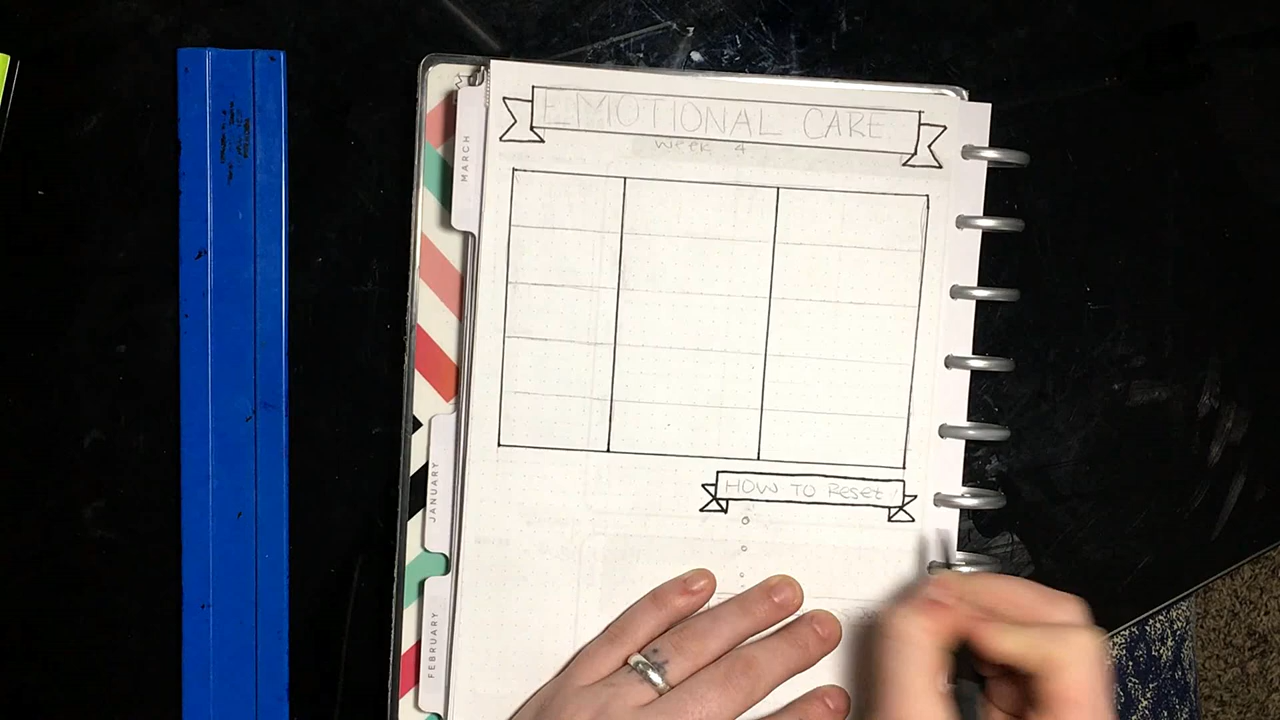 EMOTIONAL CARE
week 4
MARCH
HOW TO Reset!
JANUARY
FEBRUARY